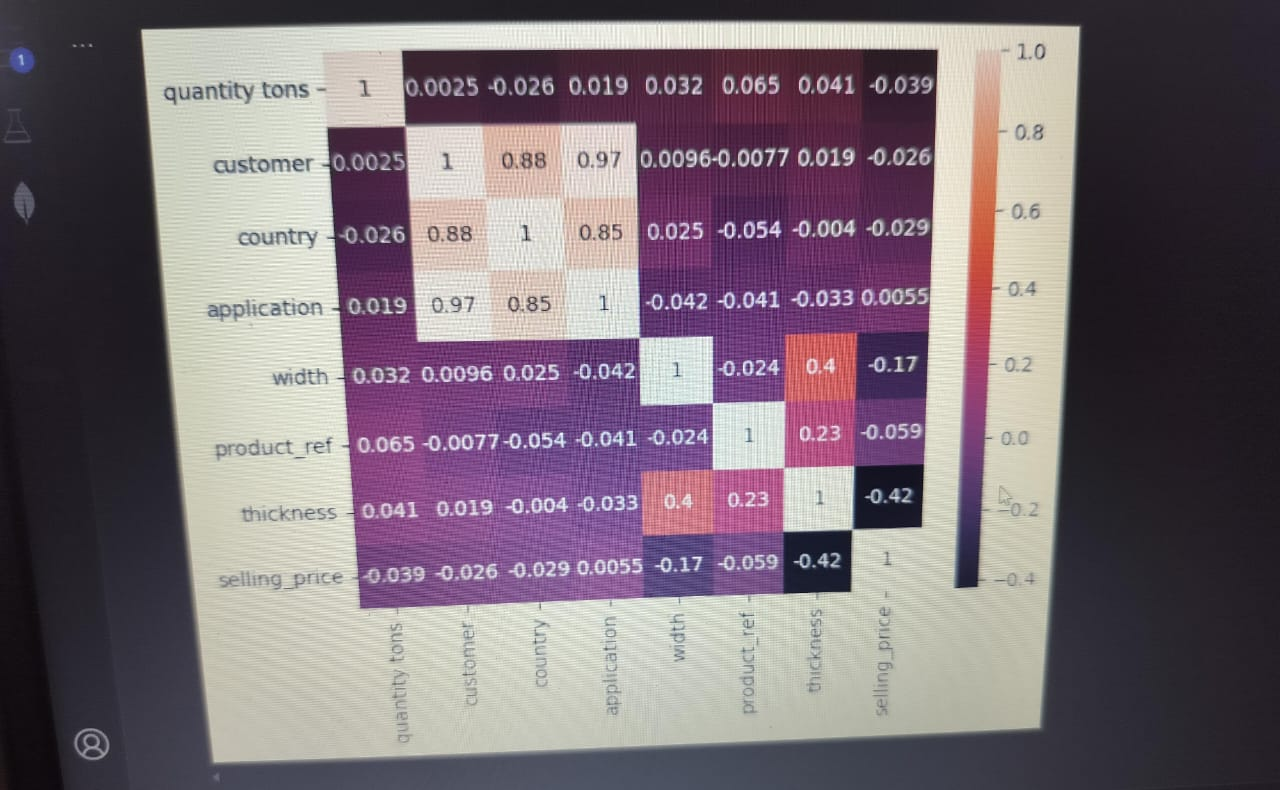 1
...
quantity tons 1 0.0025 -0.026 0.019 0.032 0.065 0.041 -0.039
customer 0.0025 1 0.88 0.97 0.0096 -0.0077 0.019 -0.026
country -0.026 0.88 1 0.85 0.025 -0.054 -0.004 -0.029
application 0.019 0.97 0.85 1 -0.042 -0.041 -0.033 0.0055
width 0.032 0.0096 0.025 -0.042 1 -0.024 0.4 -0.17
product_ref 0.065 -0.0077 -0.054 -0.041 -0.024 1 0.23 -0.059
thickness 0.041 0.019 -0.004 -0.033 0.4 0.23 1 -0.42
selling_price -0.039 -0.026 -0.029 0.0055 -0.17 -0.059 -0.42 1
quantity tons
customer
country
application
width
product_ref
thickness
selling_price
1.0
0.8
0.6
0.4
0.2
0.0
−0.2
−0.4